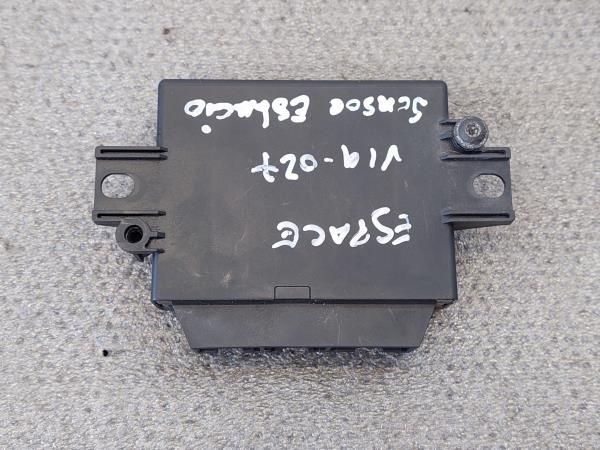 ESPACE
V19-027
SENSOR ESTACIO